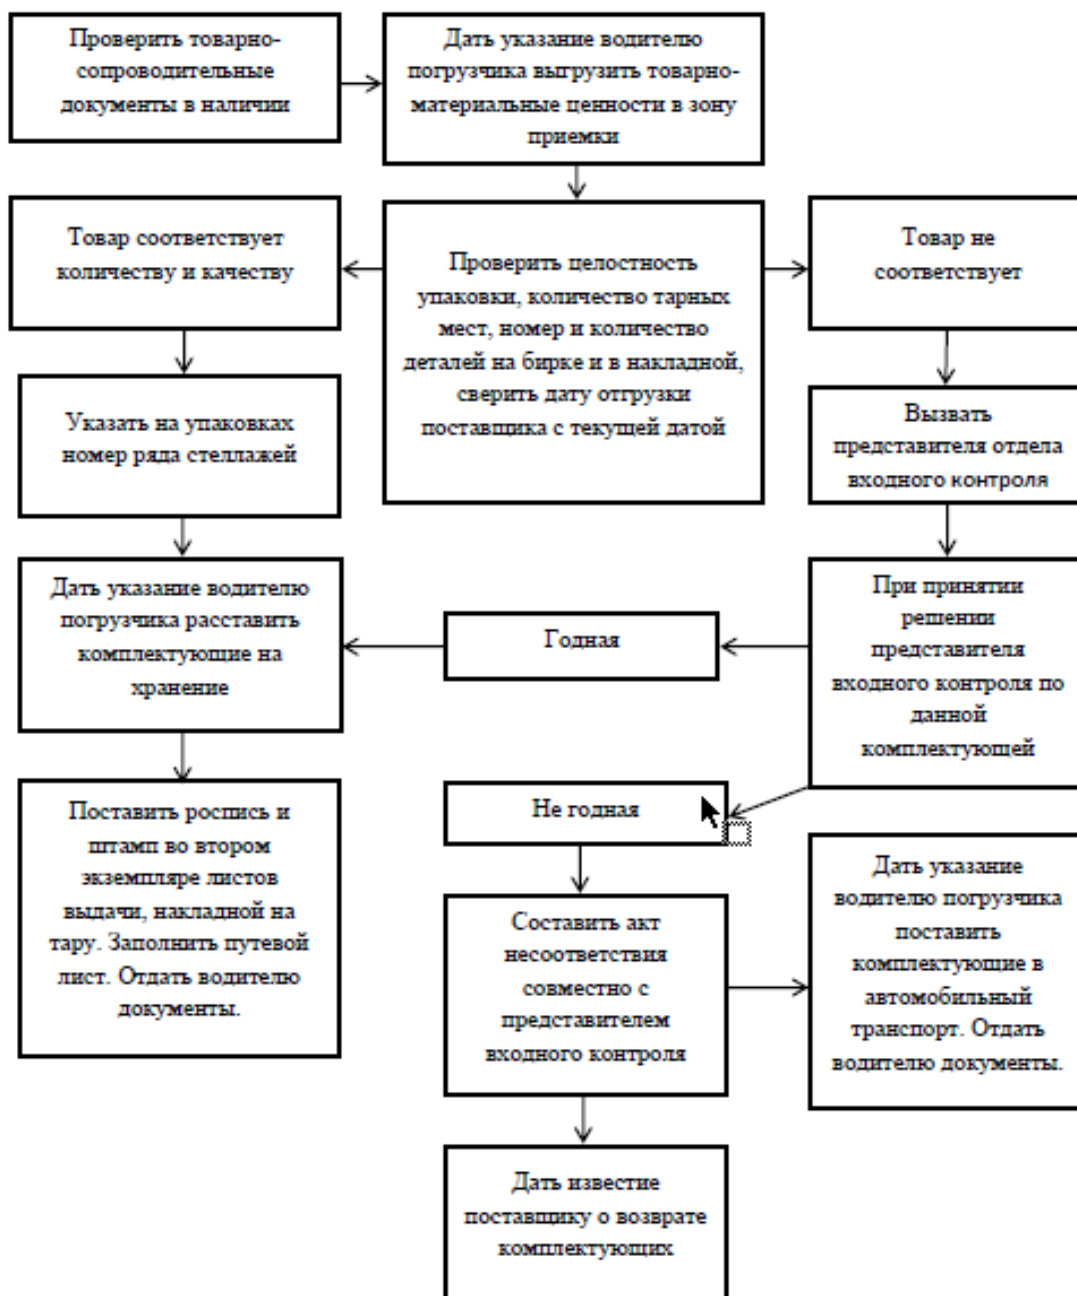 Проверить товарно-
сопроводительные
документы в наличии
Дать указание водителю
погрузчика выгрузить товарно-
материальные ценности в зону
приемки
Товар соответствует
количеству и качеству
Проверить целостность
упаковки, количество тарных
мест, номер и количество
деталей на бирке и в накладной,
сверить дату отгрузки
поставщика с текущей датой
Товар не
соответствует
Указать на упаковках
номер ряда стеллажей
Вызвать
представителя отдела
входного контроля
Дать указание водителю
погрузчика расставить
комплектующие на
хранение
Годная
При принятии
решении
представителя
входного контроля по
данной
комплектующей
Поставить роспись и
штамп во втором
экземпляре листов
выдачи, накладной на
тару. Заполнить путевой
лист. Отдать водителю
документы.
Не годная
Составить акт
несоответствия
совместно с
представителем
входного контроля
Дать указание
водителю погрузчика
поставить
комплектующие в
автомобильный
транспорт. Отдать
водителю документы.
Дать известие
поставщику о возврате
комплектующих